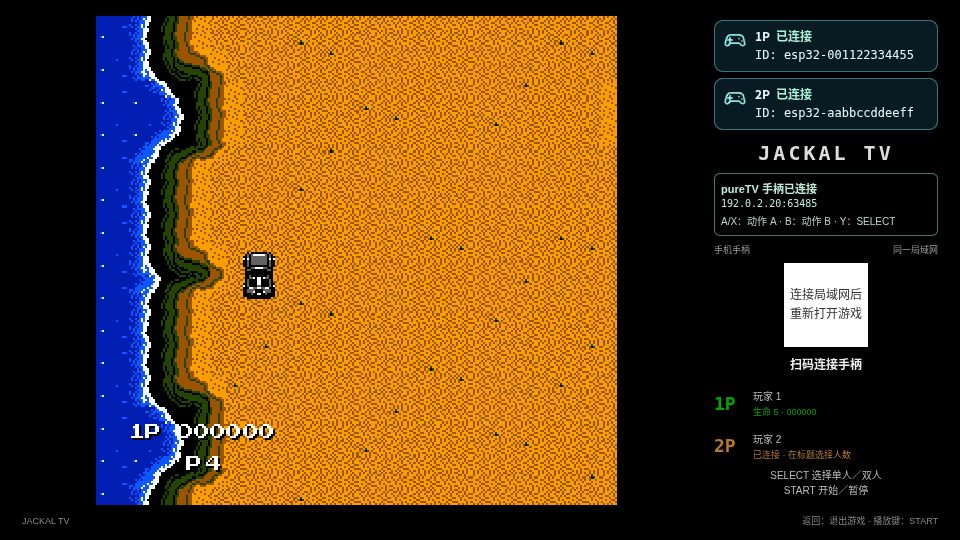 1P 000000
P 4
1P 已连接
ID: esp32-001122334455
2P 已连接
ID: esp32-aabbccddeeff
JACKAL TV
pureTV 手柄已连接
192.0.2.20:63485
A/X：动作 A · B：动作 B · Y：SELECT
手机手柄 同一局域网
连接局域网后
重新打开游戏
扫码连接手柄
1P 玩家 1
生命 5 · 000000
2P 玩家 2
已连接 · 在标题选择人数
SELECT 选择单人／双人
START 开始／暂停
JACKAL TV
返回：退出游戏 · 播放键：START